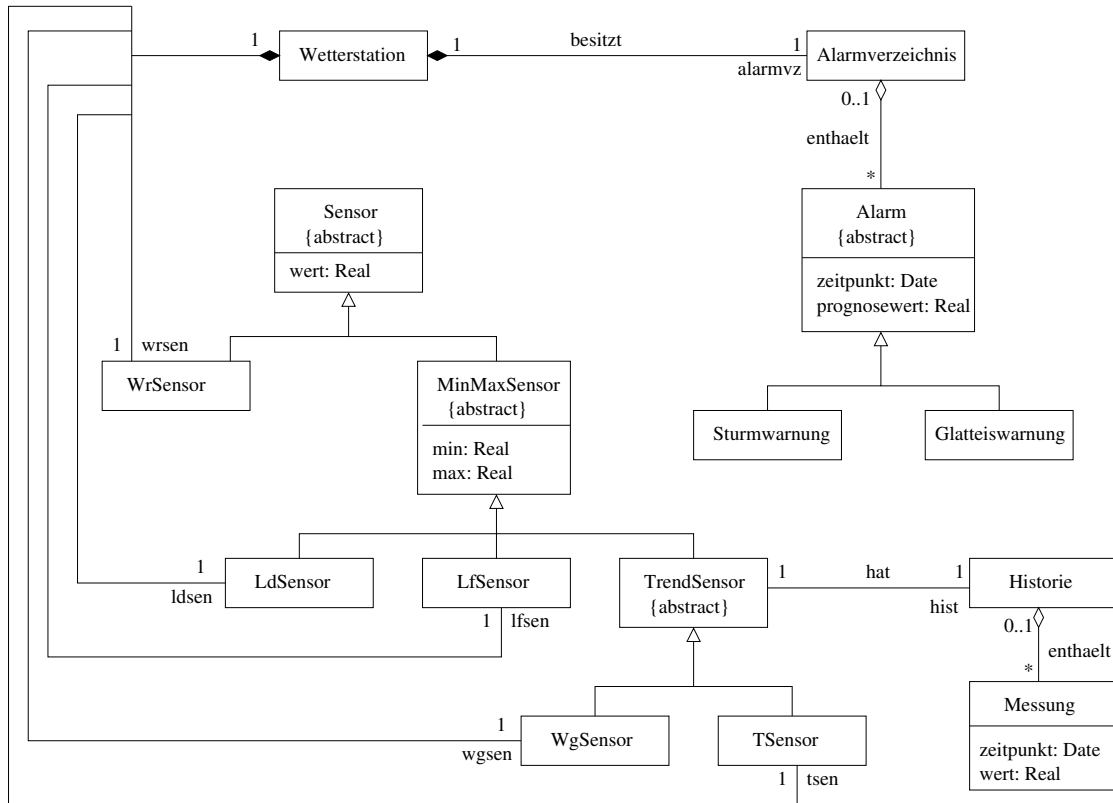 1
Wetterstation
1
besitzt
1
alarmvz
Alarmverzeichnis
0..1
enthaelt
*
Sensor
{abstract}
wert: Real
Alarm
{abstract}
zeitpunkt: Date
prognosewert: Real
1 wrsen
WrSensor
MinMaxSensor
{abstract}
min: Real
max: Real
Sturmwarnung
Glatteiswarnung
1
ldsen
LdSensor
LfSensor
1 lfsen
TrendSensor
{abstract}
1
hat
1
hist
Historie
0..1
enthaelt
*
Messung
zeitpunkt: Date
wert: Real
1
wgsen
WgSensor
TSensor
1 tsen